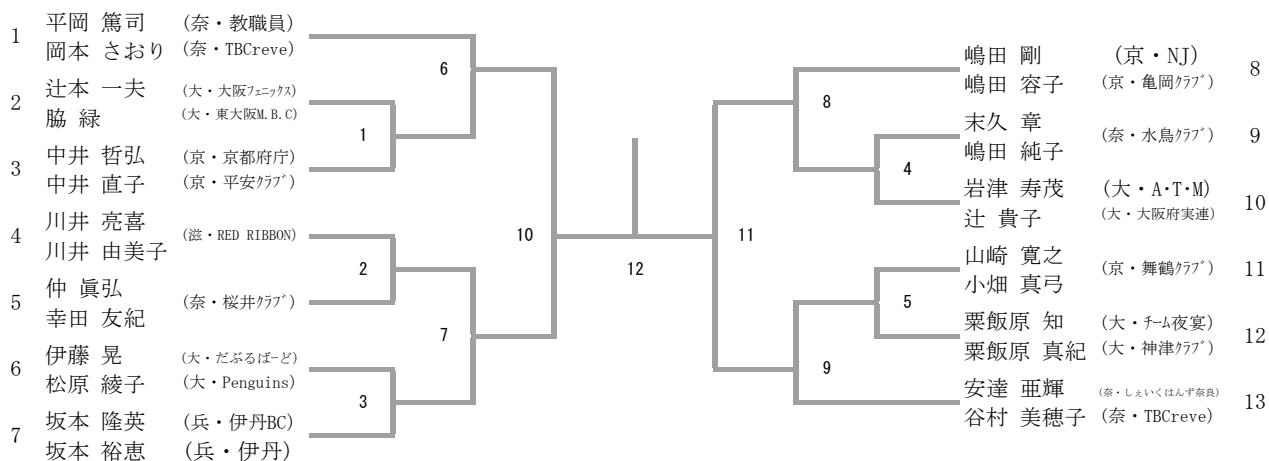 1 平岡 篤司 (奈・教職員)
岡本 さおり (奈・TBCreve)
2 辻本 一夫 (大・大阪フェニックス)
脇 緑 (大・東大阪M.B.C)
3 中井 哲弘 (京・京都府庁)
中井 直子 (京・平安クラブ)
4 川井 亮喜 (滋・RED RIBBON)
川井 由美子
5 仲 眞弘 (奈・桜井クラブ)
幸田 友紀
6 伊藤 晃 (大・だぶるばーど)
松原 綾子 (大・Penguins)
7 坂本 隆英 (兵・伊丹BC)
坂本 裕恵 (兵・伊丹)
6
1
10
2
7
3
12
11
8
4
5
9
嶋田 剛 (京・NJ) 8
嶋田 容子 (京・亀岡クラブ)
末久 章 (奈・水鳥クラブ) 9
嶋田 純子
岩津 寿茂 (大・A・T・M) 10
辻 貴子 (大・大阪府実連)
山崎 寛之 (京・舞鶴クラブ) 11
小畑 真弓
粟飯原 知 (大・チーム夜宴) 12
粟飯原 真紀 (大・神津クラブ)
安達 亜輝 (奈・しぇいくはんず奈良) 13
谷村 美穂子 (奈・TBCreve)